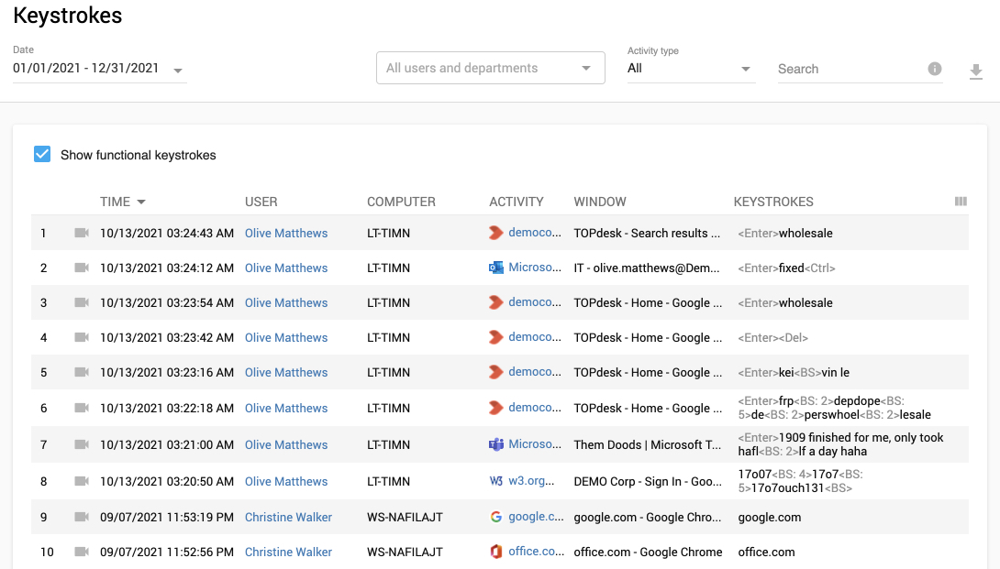 Keystrokes
Date
01/01/2021 - 12/31/2021
All users and departments
Activity type
All
Search
Show functional keystrokes
TIME USER COMPUTER ACTIVITY WINDOW KEYSTROKES
1 10/13/2021 03:24:43 AM Olive Matthews LT-TIMN democo... TOPdesk - Search results ... <Enter>wholesale
2 10/13/2021 03:24:12 AM Olive Matthews LT-TIMN Microso... IT - olive.matthews@Dem... <Enter>fixed<Ctrl>
3 10/13/2021 03:23:54 AM Olive Matthews LT-TIMN democo... TOPdesk - Home - Google ... <Enter>wholesale
4 10/13/2021 03:23:42 AM Olive Matthews LT-TIMN democo... TOPdesk - Home - Google ... <Enter><Del>
5 10/13/2021 03:23:16 AM Olive Matthews LT-TIMN democo... TOPdesk - Home - Google ... <Enter>kei<BS>vin le
6 10/13/2021 03:22:18 AM Olive Matthews LT-TIMN democo... TOPdesk - Home - Google ... <Enter>frp<BS: 2>depdope<BS:
5>de<BS: 2>perswhoel<BS: 2>lesale
7 10/13/2021 03:21:00 AM Olive Matthews LT-TIMN Microso... Them Doods | Microsoft T... <Enter>1909 finished for me, only took
hafl<BS: 2>lf a day haha
8 10/13/2021 03:20:50 AM Olive Matthews LT-TIMN W3 w3.org... DEMO Corp - Sign In - Goo... 17o07<BS: 4>17o7<BS:
5>17o7ouch131<BS>
9 09/07/2021 11:53:19 PM Christine Walker WS-NAFILAJT google.c... google.com - Google Chro... google.com
10 09/07/2021 11:52:56 PM Christine Walker WS-NAFILAJT office.co... office.com - Google Chrome office.com